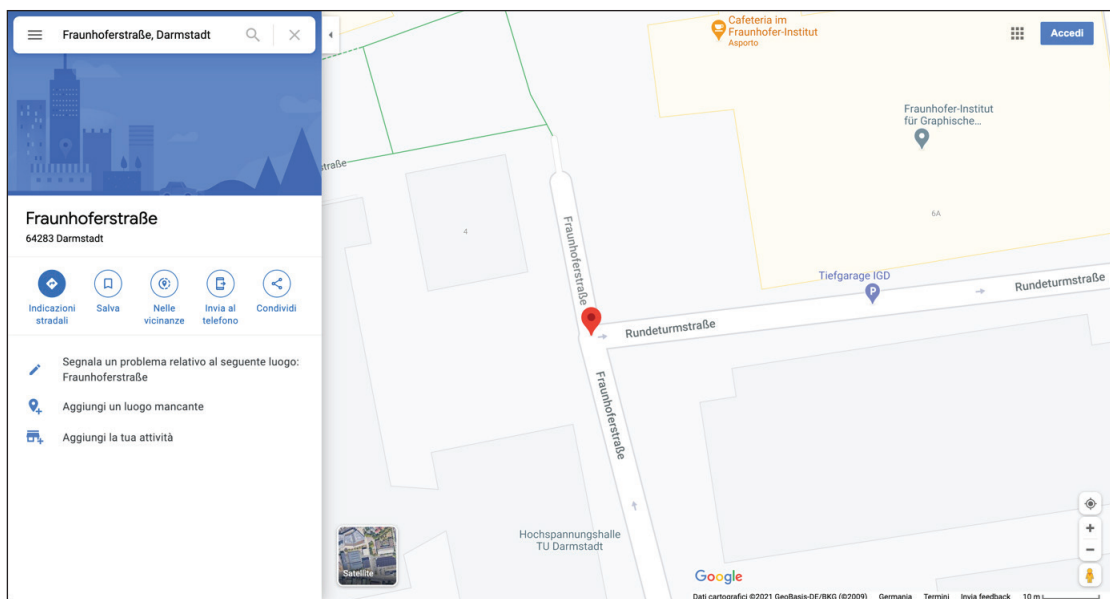 Fraunhoferstraße, Darmstadt
Fraunhoferstraße
64283 Darmstadt
Indicazioni
stradali
Salva
Nelle
vicinanze
Invia al
telefono
Condividi
Segnala un problema relativo al seguente luogo:
Fraunhoferstraße
Aggiungi un luogo mancante
Aggiungi la tua attività
Cafeteria im
Fraunhofer-Institut
Asporto
Accedi
Fraunhofer-Institut
für Graphische...
straße
4
6A
Fraunhoferstraße
Tiefgarage IGD
P
Rundeturmstraße
Rundeturmstraße
Fraunhoferstraße
Hochspannungshalle
TU Darmstadt
Satellite
Google
Dati cartografici ©2021 GeoBasis-DE/BKG (©2009) Germania Termini Invia feedback 10 m